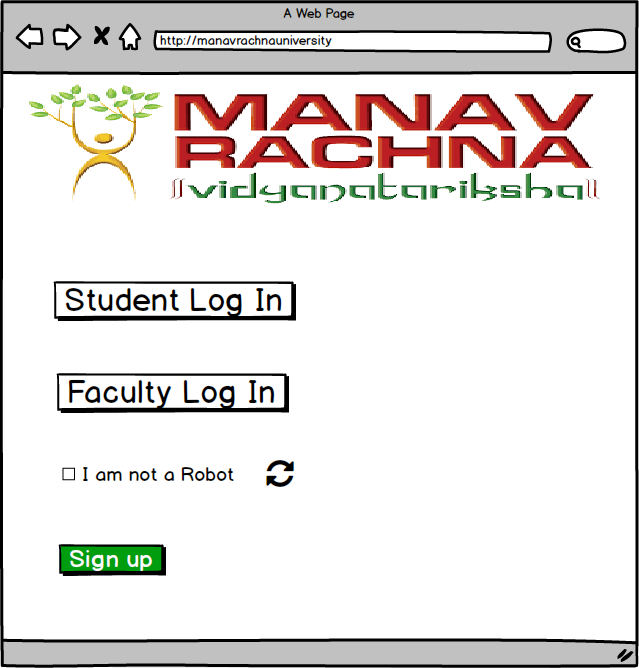 A Web Page
http://manavrachnauniversity
MANAV
RACHNA
vidyanatariksha
Student Log In
Faculty Log In
I am not a Robot
Sign up